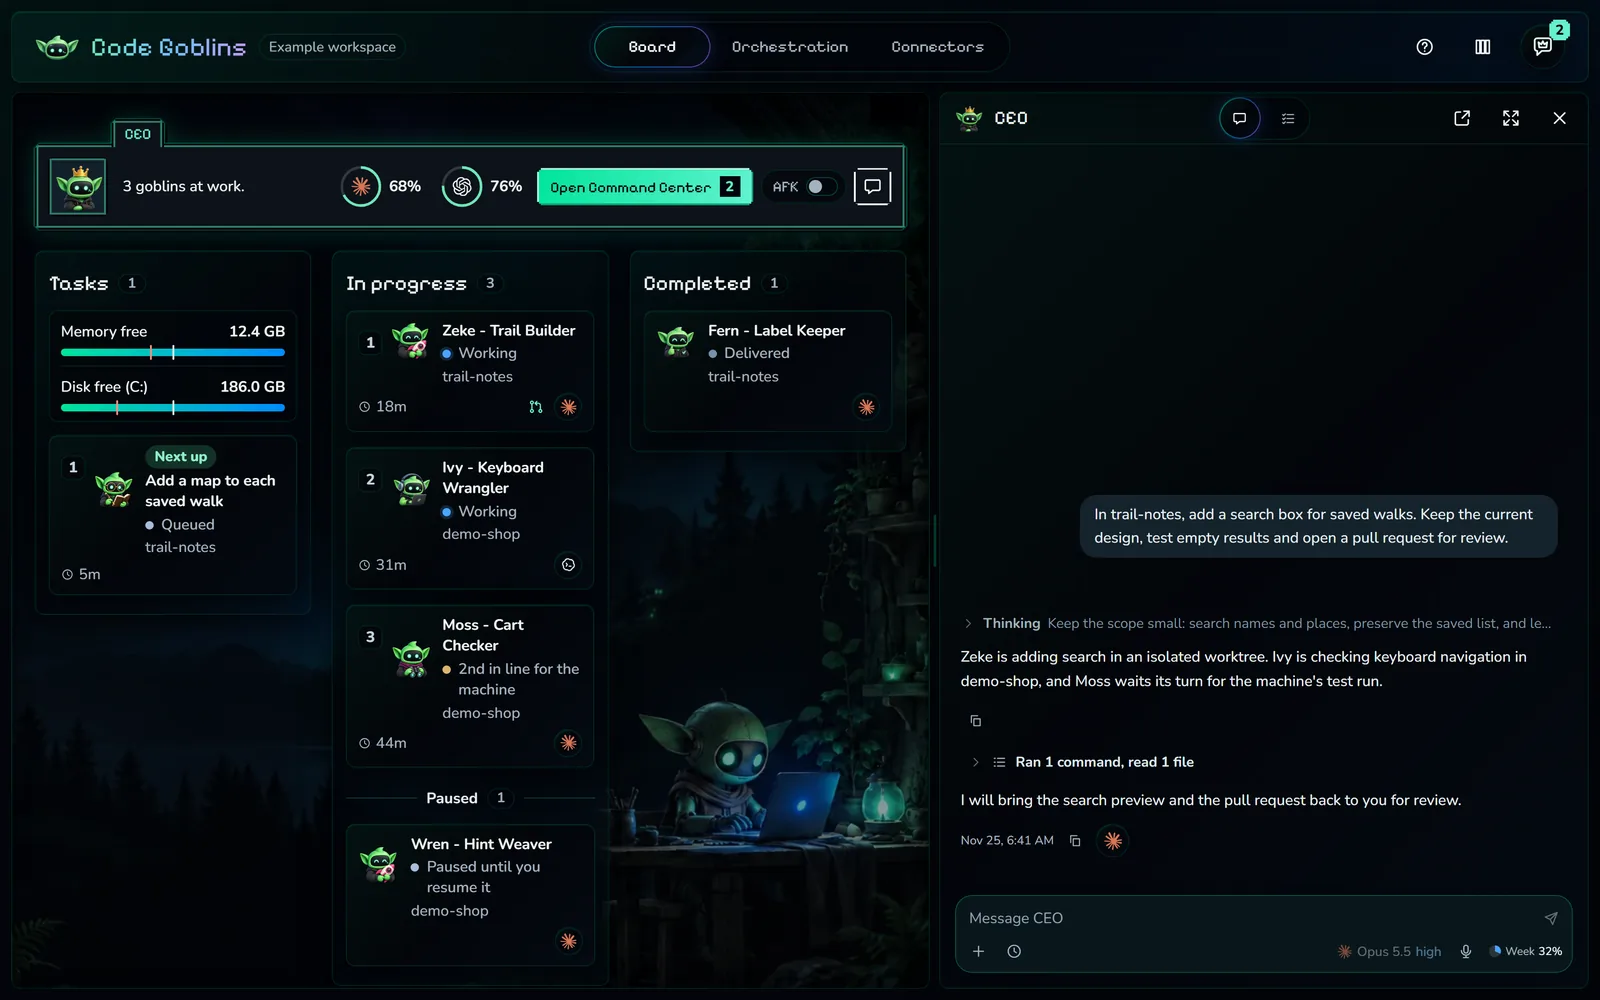 Code Goblins
Example workspace
Board
Orchestration
Connectors
2
CEO
3 goblins at work.
68%
76%
Open Command Center 2
AFK
Tasks 1
Memory free 12.4 GB
Disk free (C:) 186.0 GB
1
Next up
Add a map to each
saved walk
Queued
trail-notes
5m
In progress 3
1
Zeke - Trail Builder
Working
trail-notes
18m
2
Ivy - Keyboard
Wrangler
Working
demo-shop
31m
3
Moss - Cart
Checker
2nd in line for the
machine
demo-shop
44m
Paused 1
Wren - Hint Weaver
Paused until you
resume it
demo-shop
Completed 1
Fern - Label Keeper
Delivered
trail-notes
CEO
In trail-notes, add a search box for saved walks. Keep the current
design, test empty results and open a pull request for review.
Thinking Keep the scope small: search names and places, preserve the saved list, and le...
Zeke is adding search in an isolated worktree. Ivy is checking keyboard navigation in
demo-shop, and Moss waits its turn for the machine's test run.
Ran 1 command, read 1 file
I will bring the search preview and the pull request back to you for review.
Nov 25, 6:41 AM
Message CEO
Opus 5.5 high
Week 32%